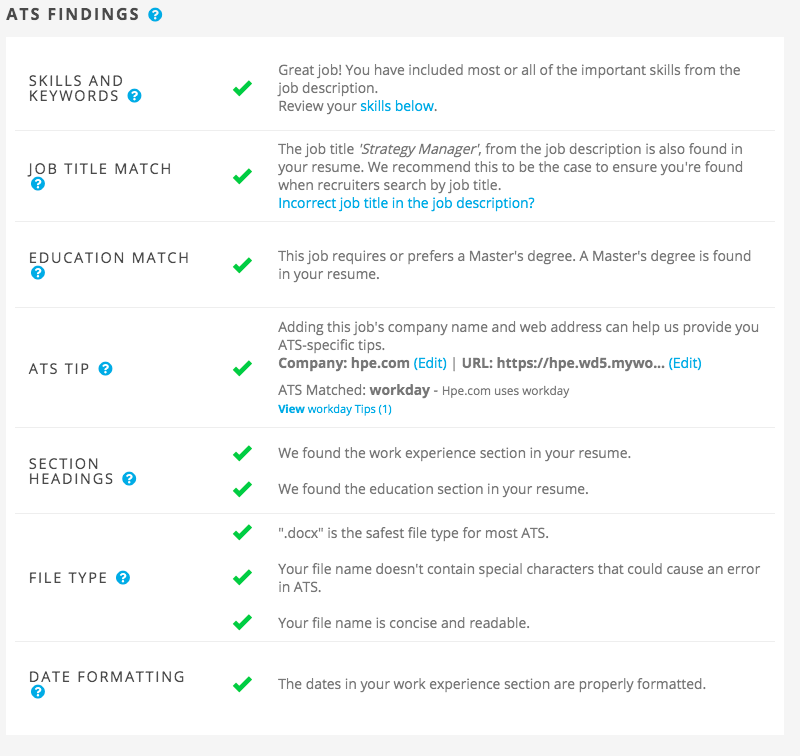 ATS FINDINGS ?
SKILLS AND
KEYWORDS ?
Great job! You have included most or all of the important skills from the
job description.
Review your skills below.
JOB TITLE MATCH
?
The job title 'Strategy Manager', from the job description is also found in
your resume. We recommend this to be the case to ensure you're found
when recruiters search by job title.
Incorrect job title in the job description?
EDUCATION MATCH
?
This job requires or prefers a Master's degree. A Master's degree is found
in your resume.
ATS TIP ?
Adding this job's company name and web address can help us provide you
ATS-specific tips.
Company: hpe.com (Edit) | URL: https://hpe.wd5.mywo... (Edit)
ATS Matched: workday - Hpe.com uses workday
View workday Tips (1)
SECTION
HEADINGS ?
We found the work experience section in your resume.
We found the education section in your resume.
FILE TYPE ?
".docx" is the safest file type for most ATS.
Your file name doesn't contain special characters that could cause an error
in ATS.
Your file name is concise and readable.
DATE FORMATTING
?
The dates in your work experience section are properly formatted.